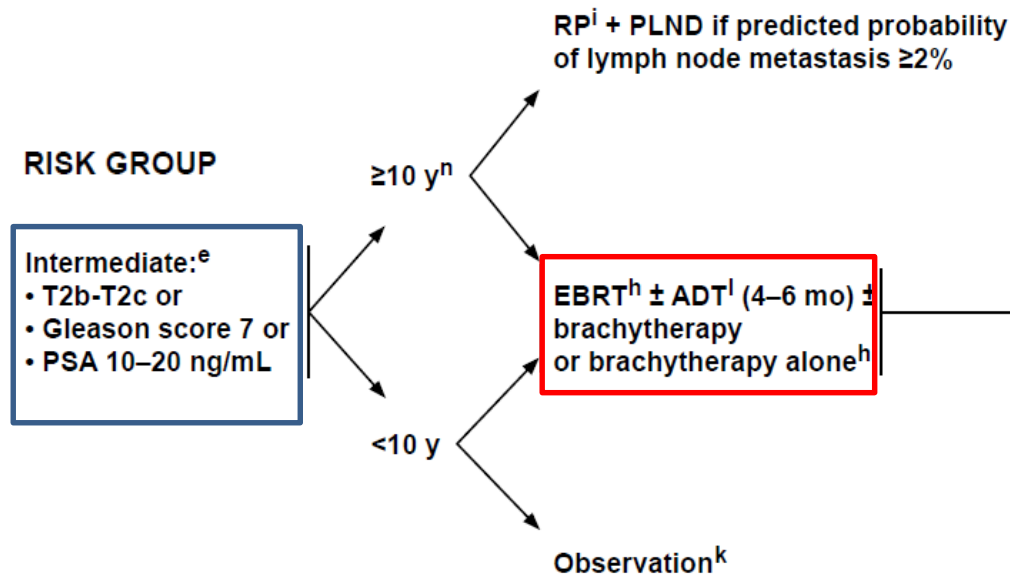 RPⁱ + PLND if predicted probability
of lymph node metastasis ≥2%
RISK GROUP
≥10 yⁿ
Intermediate:ᵉ
• T2b-T2c or
• Gleason score 7 or
• PSA 10–20 ng/mL
EBRTʰ ± ADTˡ (4–6 mo) ±
brachytherapy
or brachytherapy aloneʰ
<10 y
Observationᵏ